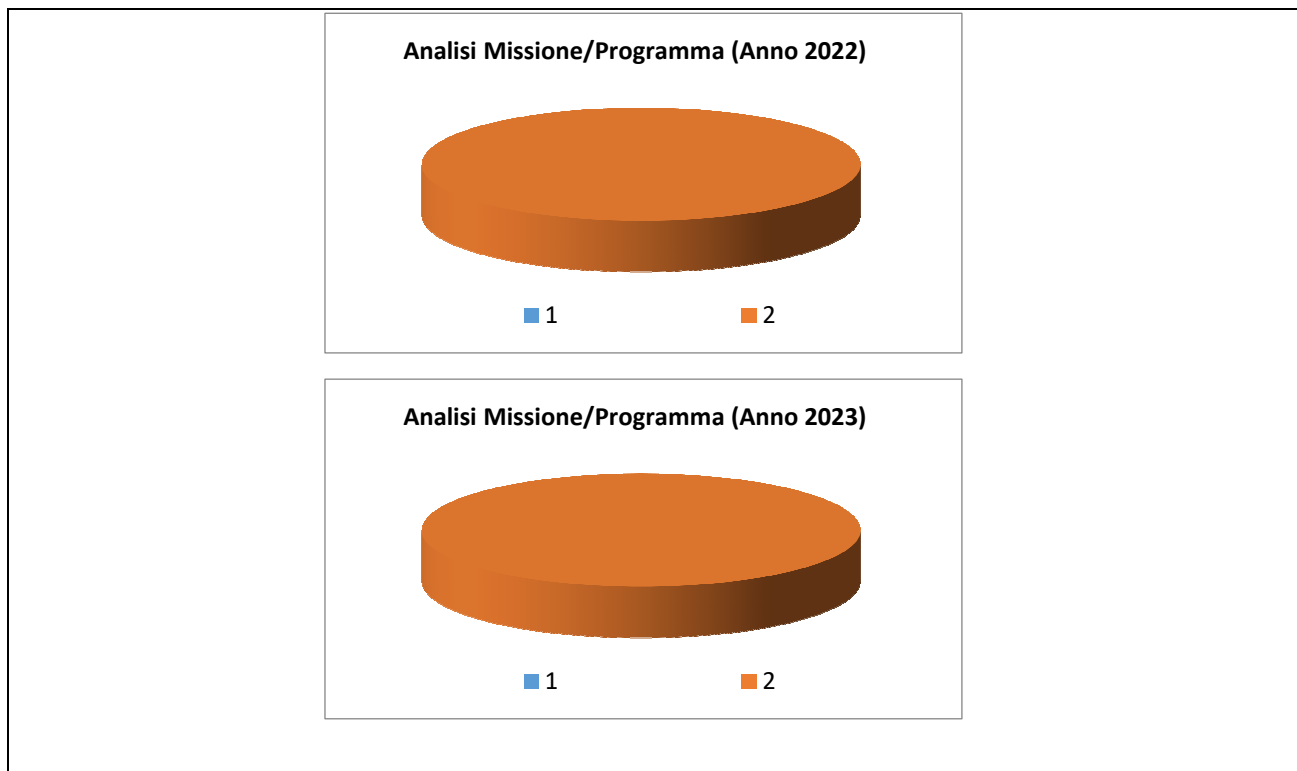 Analisi Missione/Programma (Anno 2022)
1 2
Analisi Missione/Programma (Anno 2023)
1 2